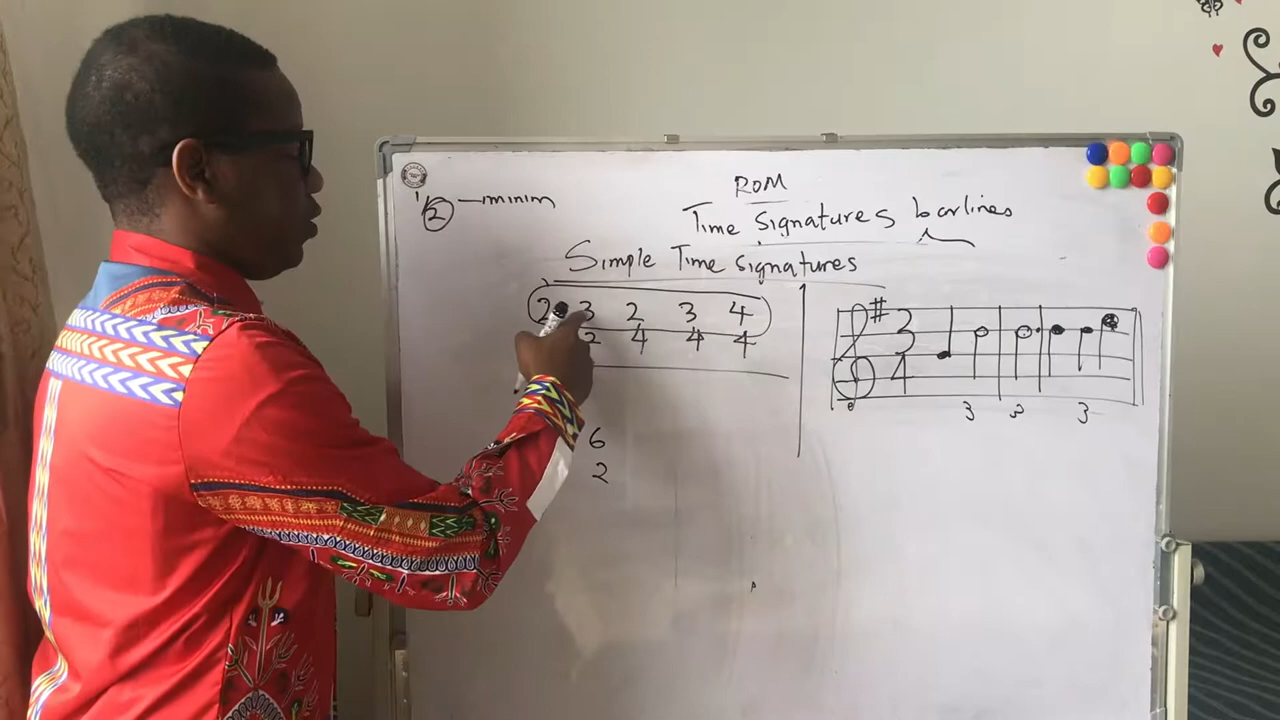 ROM
1/2 — minim
Time Signatures barlines
Simple Time Signatures
2 3 2 3 4
2 4 4 4
6
2
# 3
4
3 3 3